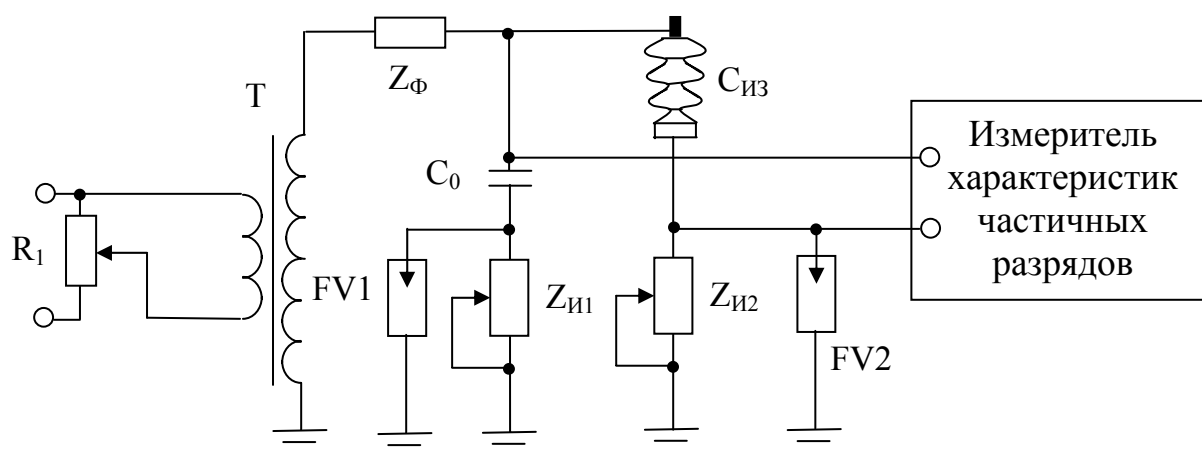 Z_Ф
T
C_ИЗ
Измеритель
характеристик
частичных
разрядов
C_0
R_1
FV1
Z_И1
Z_И2
FV2